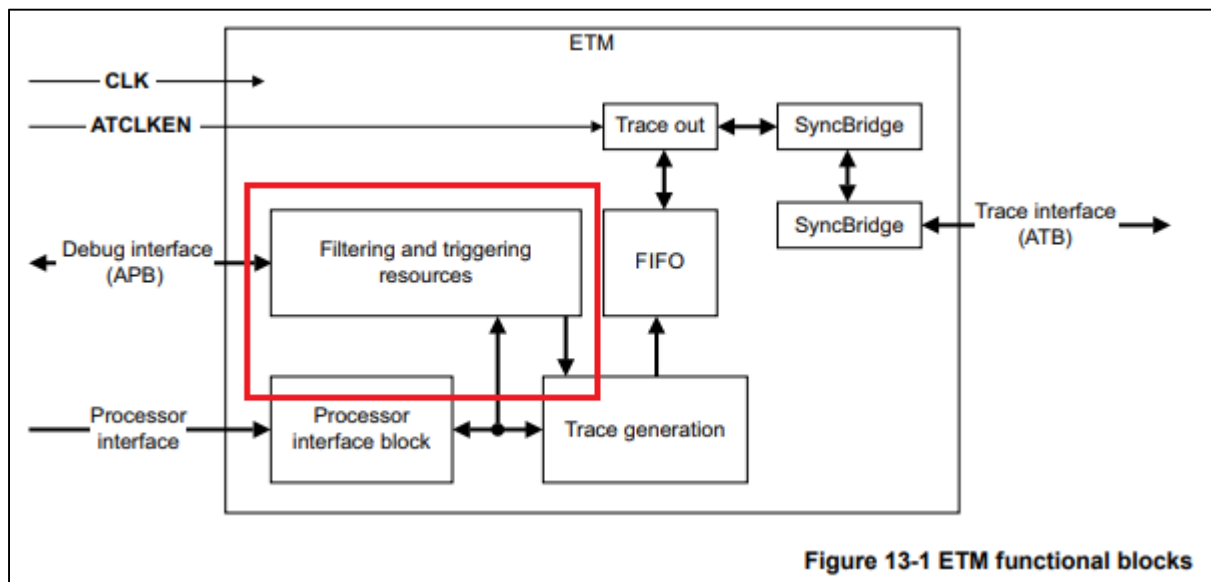 ETM
CLK
ATCLKEN
Trace out
SyncBridge
SyncBridge
Trace interface
(ATB)
Debug interface
(APB)
Filtering and triggering
resources
FIFO
Processor
interface
Processor
interface block
Trace generation
Figure 13-1 ETM functional blocks